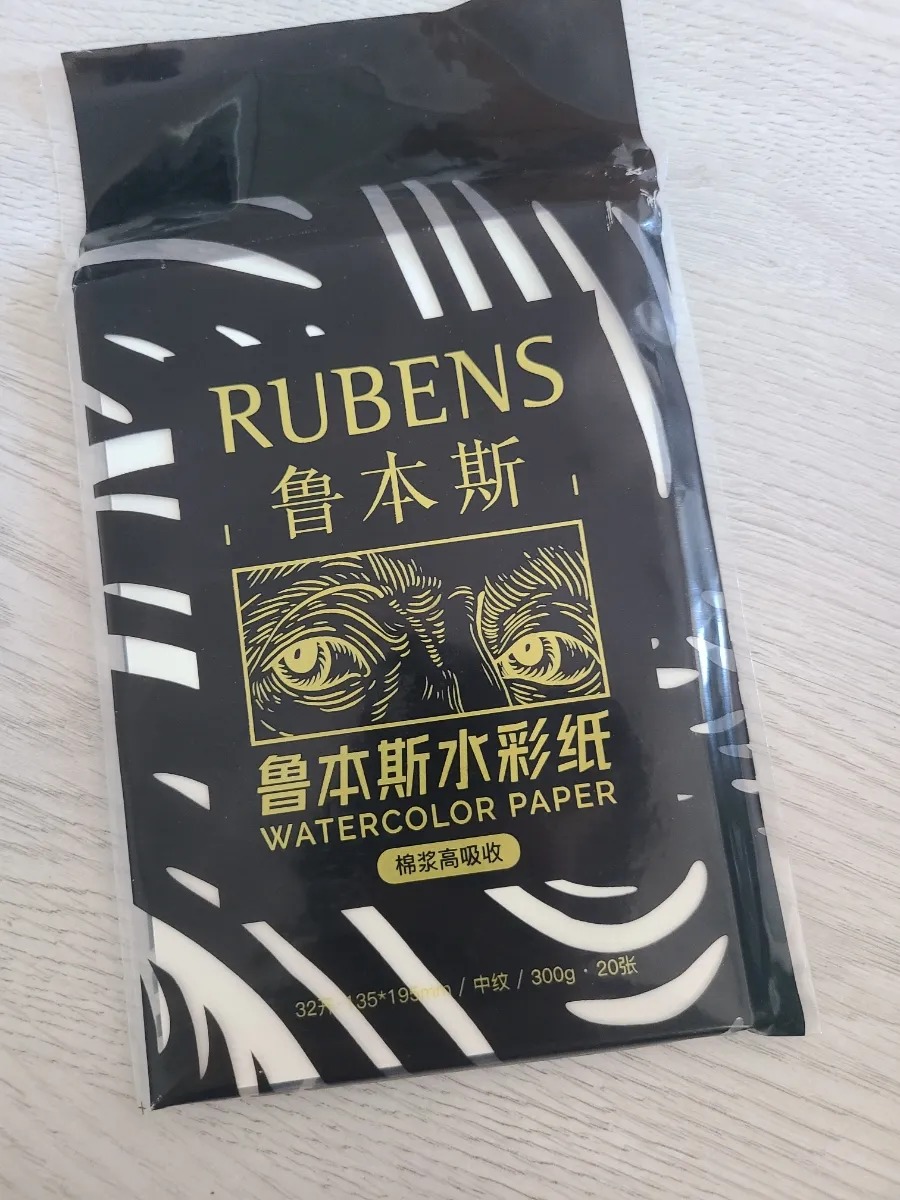 RUBENS
鲁本斯
鲁本斯水彩纸
WATERCOLOR PAPER
棉浆高吸收
32开 135*195mm / 中纹 / 300g · 20张